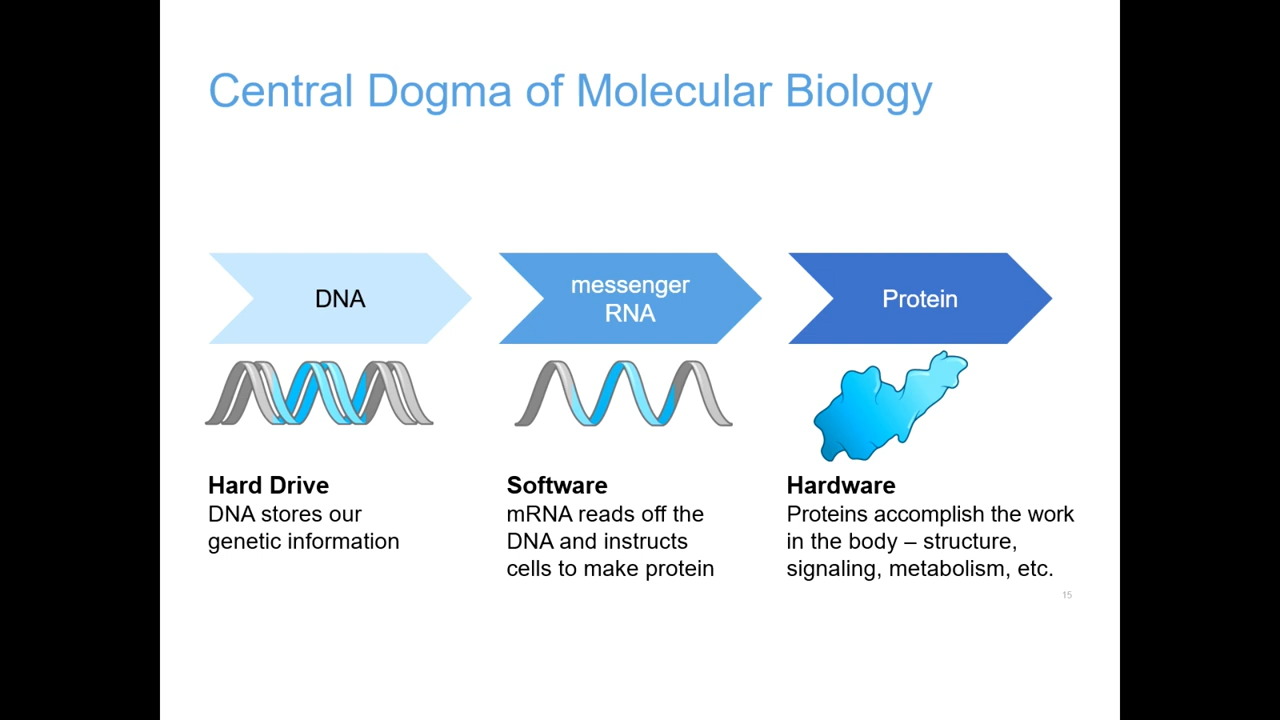 Central Dogma of Molecular Biology
DNA
messenger
RNA
Protein
Hard Drive
DNA stores our
genetic information
Software
mRNA reads off the
DNA and instructs
cells to make protein
Hardware
Proteins accomplish the work
in the body – structure,
signaling, metabolism, etc.
15